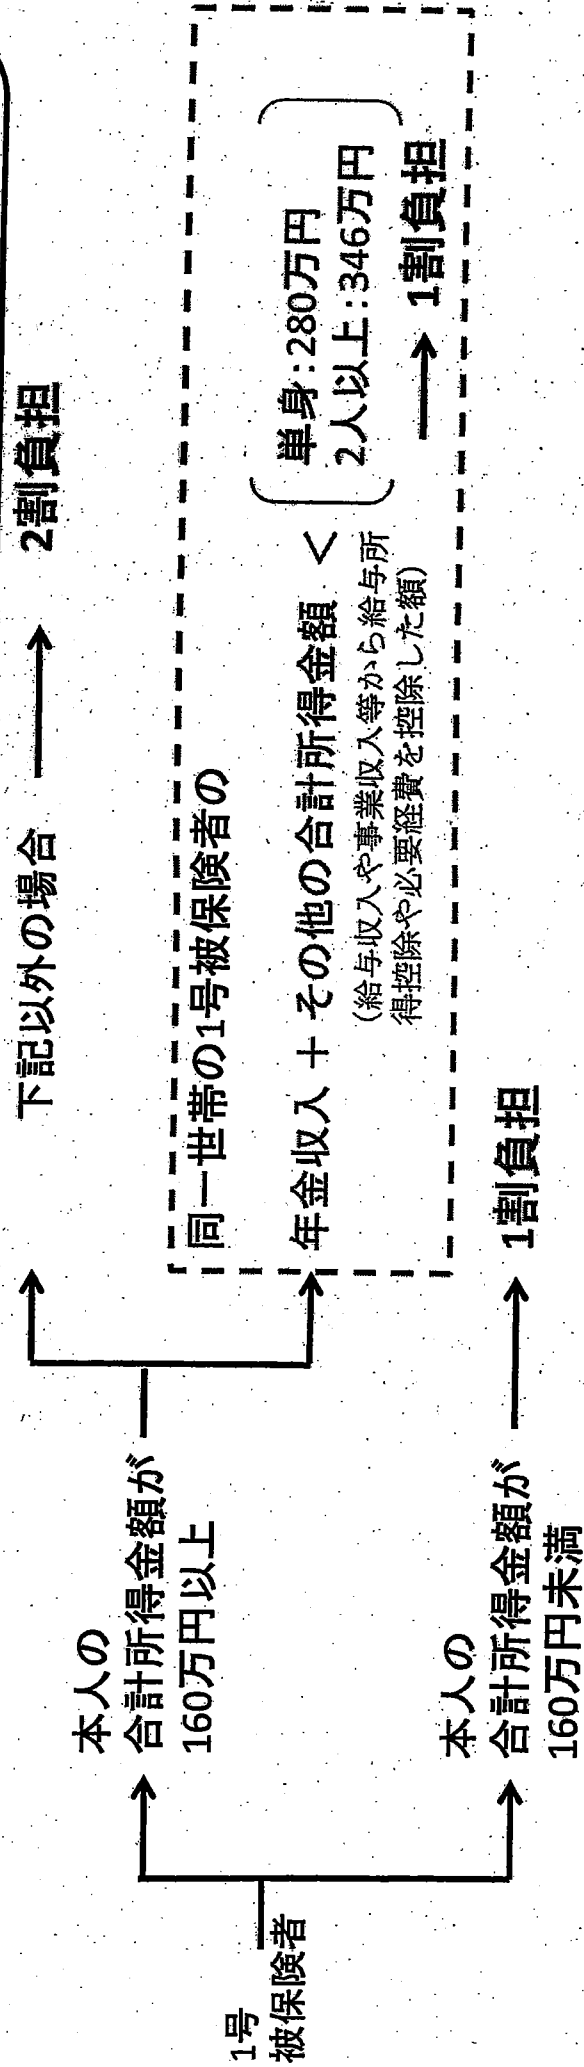 1号
被保険者
本人の
合計所得金額が
160万円以上
下記以外の場合
2割負担
同一世帯の1号被保険者の
年金収入 + その他の合計所得金額 <
単身:280万円
2人以上:346万円
(給与収入や事業収入等から給与所
得控除や必要経費を控除した額)
1割負担
本人の
合計所得金額が
160万円未満
1割負担